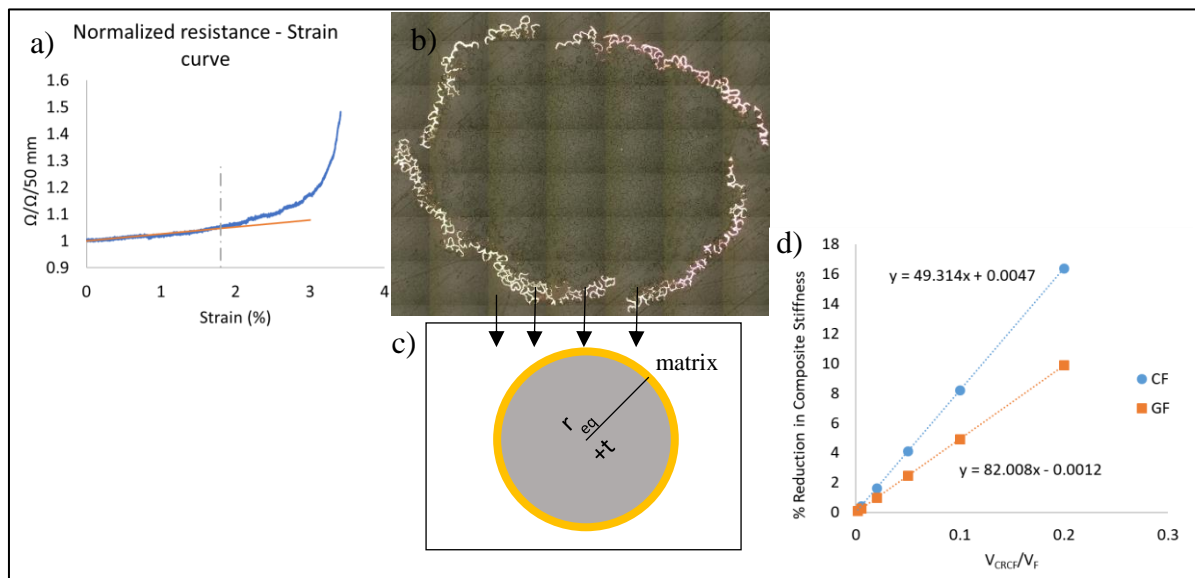 a)
Normalized resistance - Strain
curve
Ω/Ω/50 mm
1.6
1.5
1.4
1.3
1.2
1.1
1
0.9
0
1
2
3
4
Strain (%)
b)
c)
matrix
r eq +t
d)
% Reduction in Composite Stiffness
18
16
14
12
10
8
6
4
2
0
y = 49.314x + 0.0047
y = 82.008x - 0.0012
CF
GF
0
0.1
0.2
0.3
VCRCF/VF